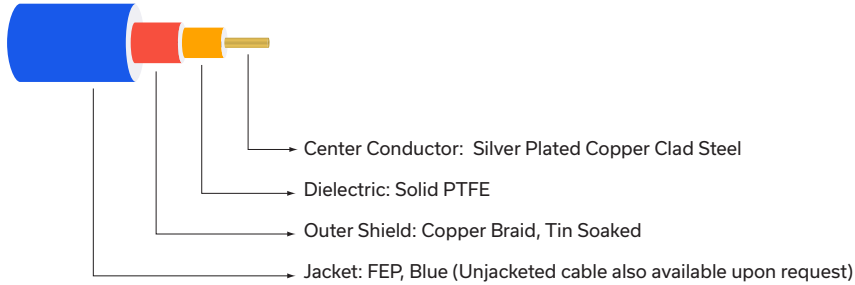 Center Conductor: Silver Plated Copper Clad Steel
Dielectric: Solid PTFE
Outer Shield: Copper Braid, Tin Soaked
Jacket: FEP, Blue (Unjacketed cable also available upon request)